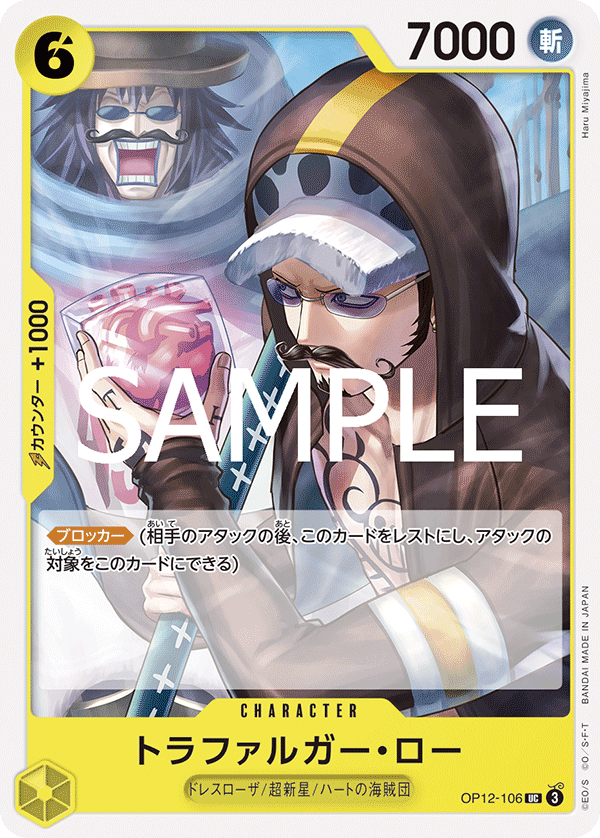 6
7000
斬
Haru Miyajima
カウンター +1000
SAMPLE
ブロッカー (相手のアタックの後、このカードをレストにし、アタックの
対象をこのカードにできる)
CHARACTER
トラファルガー・ロー
ドレスローザ/超新星/ハートの海賊団
OP12-106 UC 3
©E.O/S ©O/S・F・T BANDAI MADE IN JAPAN